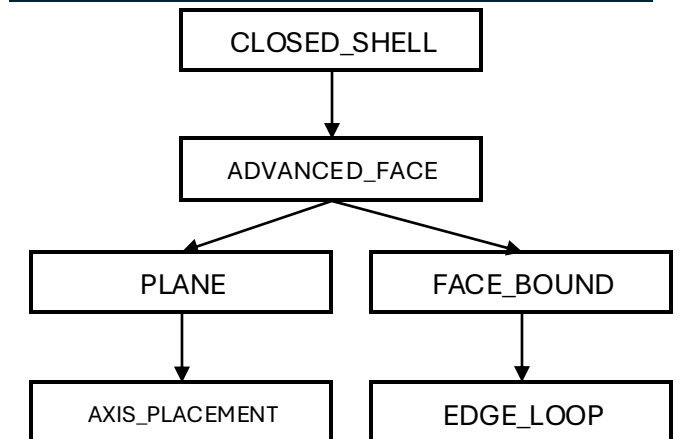 CLOSED_SHELL
ADVANCED_FACE
PLANE
FACE_BOUND
AXIS_PLACEMENT
EDGE_LOOP